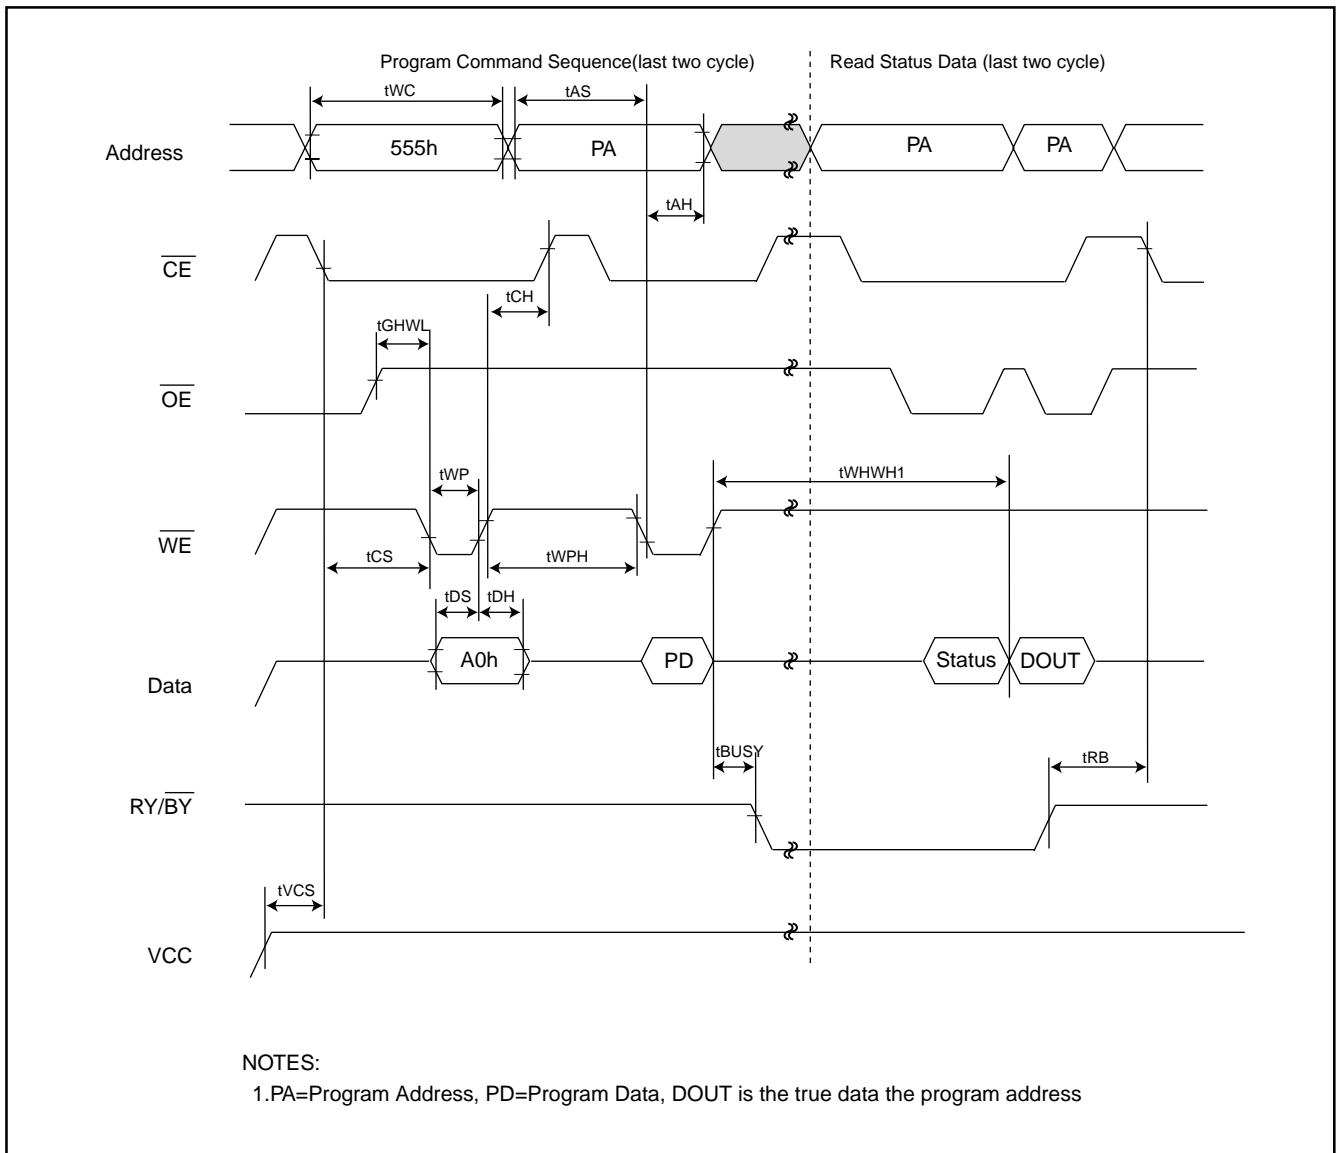 Program Command Sequence(last two cycle)
Read Status Data (last two cycle)
tWC
tAS
Address
555h
PA
PA
PA
tAH
CE
tCH
tGHWL
OE
tWP
tWHWH1
WE
tCS
tWPH
tDS
tDH
A0h
PD
Status
DOUT
Data
tBUSY
tRB
RY/BY
tVCS
VCC
NOTES:
1.PA=Program Address, PD=Program Data, DOUT is the true data the program address